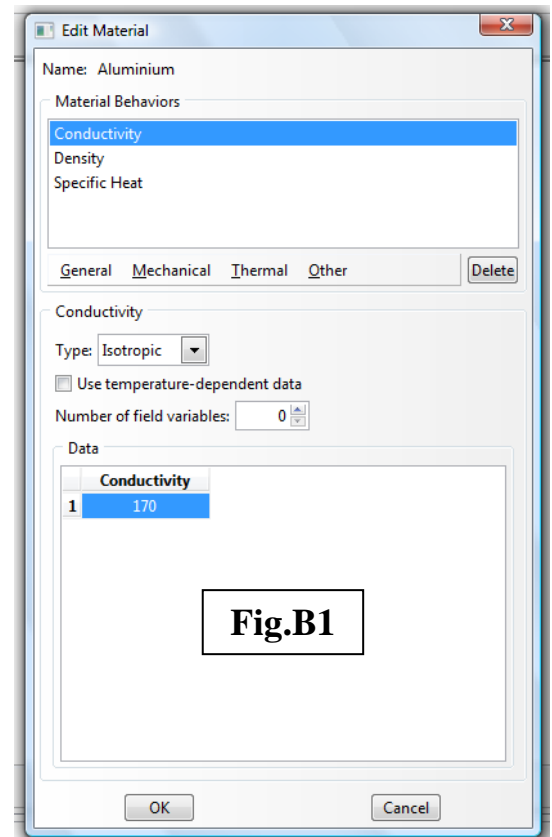 Edit Material
Name: Aluminium
Material Behaviors
Conductivity
Density
Specific Heat
General Mechanical Thermal Other Delete
Conductivity
Type: Isotropic
Use temperature-dependent data
Number of field variables: 0
Data
Conductivity
1 170
Fig.B1
OK Cancel